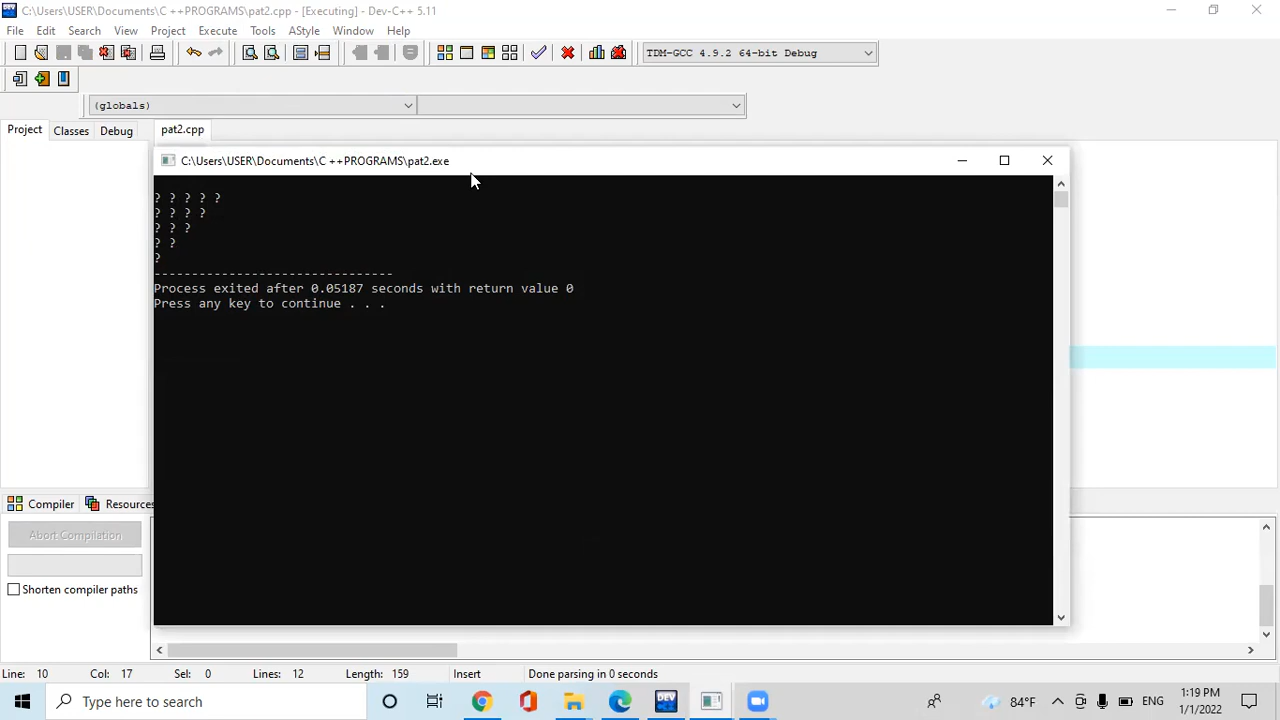 C:\Users\USER\Documents\C ++PROGRAMS\pat2.cpp - [Executing] - Dev-C++ 5.11
File Edit Search View Project Execute Tools AStyle Window Help
TDM-GCC 4.9.2 64-bit Debug
(globals)
Project Classes Debug pat2.cpp
C:\Users\USER\Documents\C ++PROGRAMS\pat2.exe
? ? ? ? ?
? ? ? ?
? ? ?
? ?
?
--------------------------------
Process exited after 0.05187 seconds with return value 0
Press any key to continue . . .
Compiler Resources
Abort Compilation
Shorten compiler paths
Line: 10 Col: 17 Sel: 0 Lines: 12 Length: 159 Insert Done parsing in 0 seconds
Type here to search DEV 84°F ENG 1:19 PM
1/1/2022